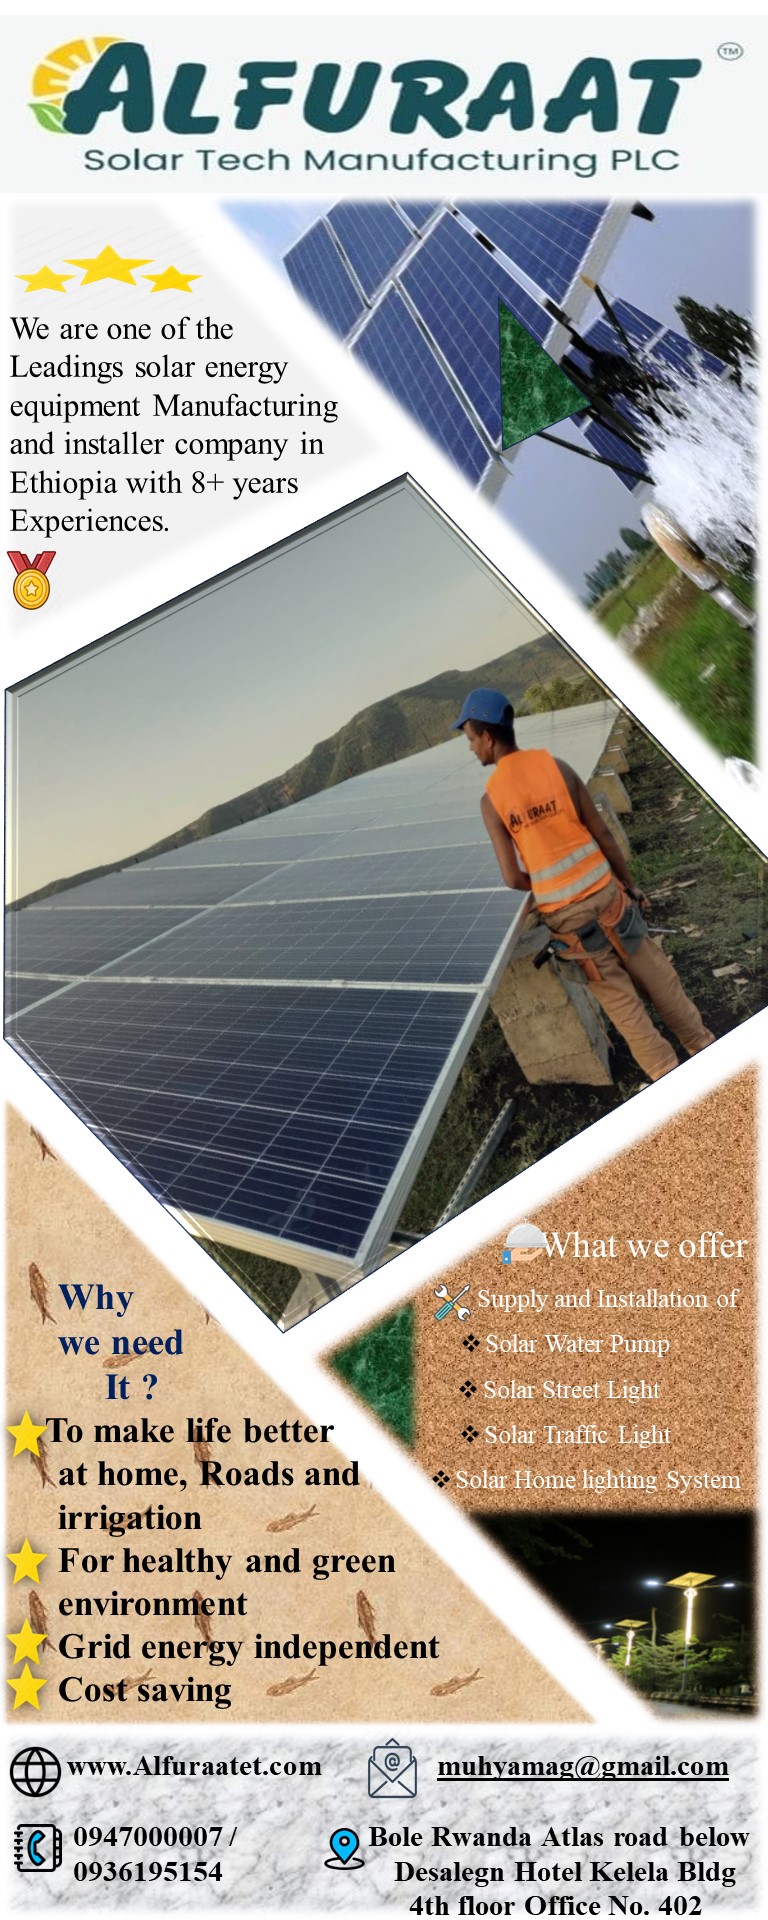 ALFURAAT
TM
Solar Tech Manufacturing PLC
We are one of the
Leadings solar energy
equipment Manufacturing
and installer company in
Ethiopia with 8+ years
Experiences.
ALFURAAT
What we offer
Supply and Installation of
❖ Solar Water Pump
❖ Solar Street Light
❖ Solar Traffic Light
❖ Solar Home lighting System
Why
we need
It ?
To make life better
at home, Roads and
irrigation
For healthy and green
environment
Grid energy independent
Cost saving
www.Alfuraatet.com
@
muhyamag@gmail.com
0947000007 /
0936195154
Bole Rwanda Atlas road below
Desalegn Hotel Kelela Bldg
4th floor Office No. 402